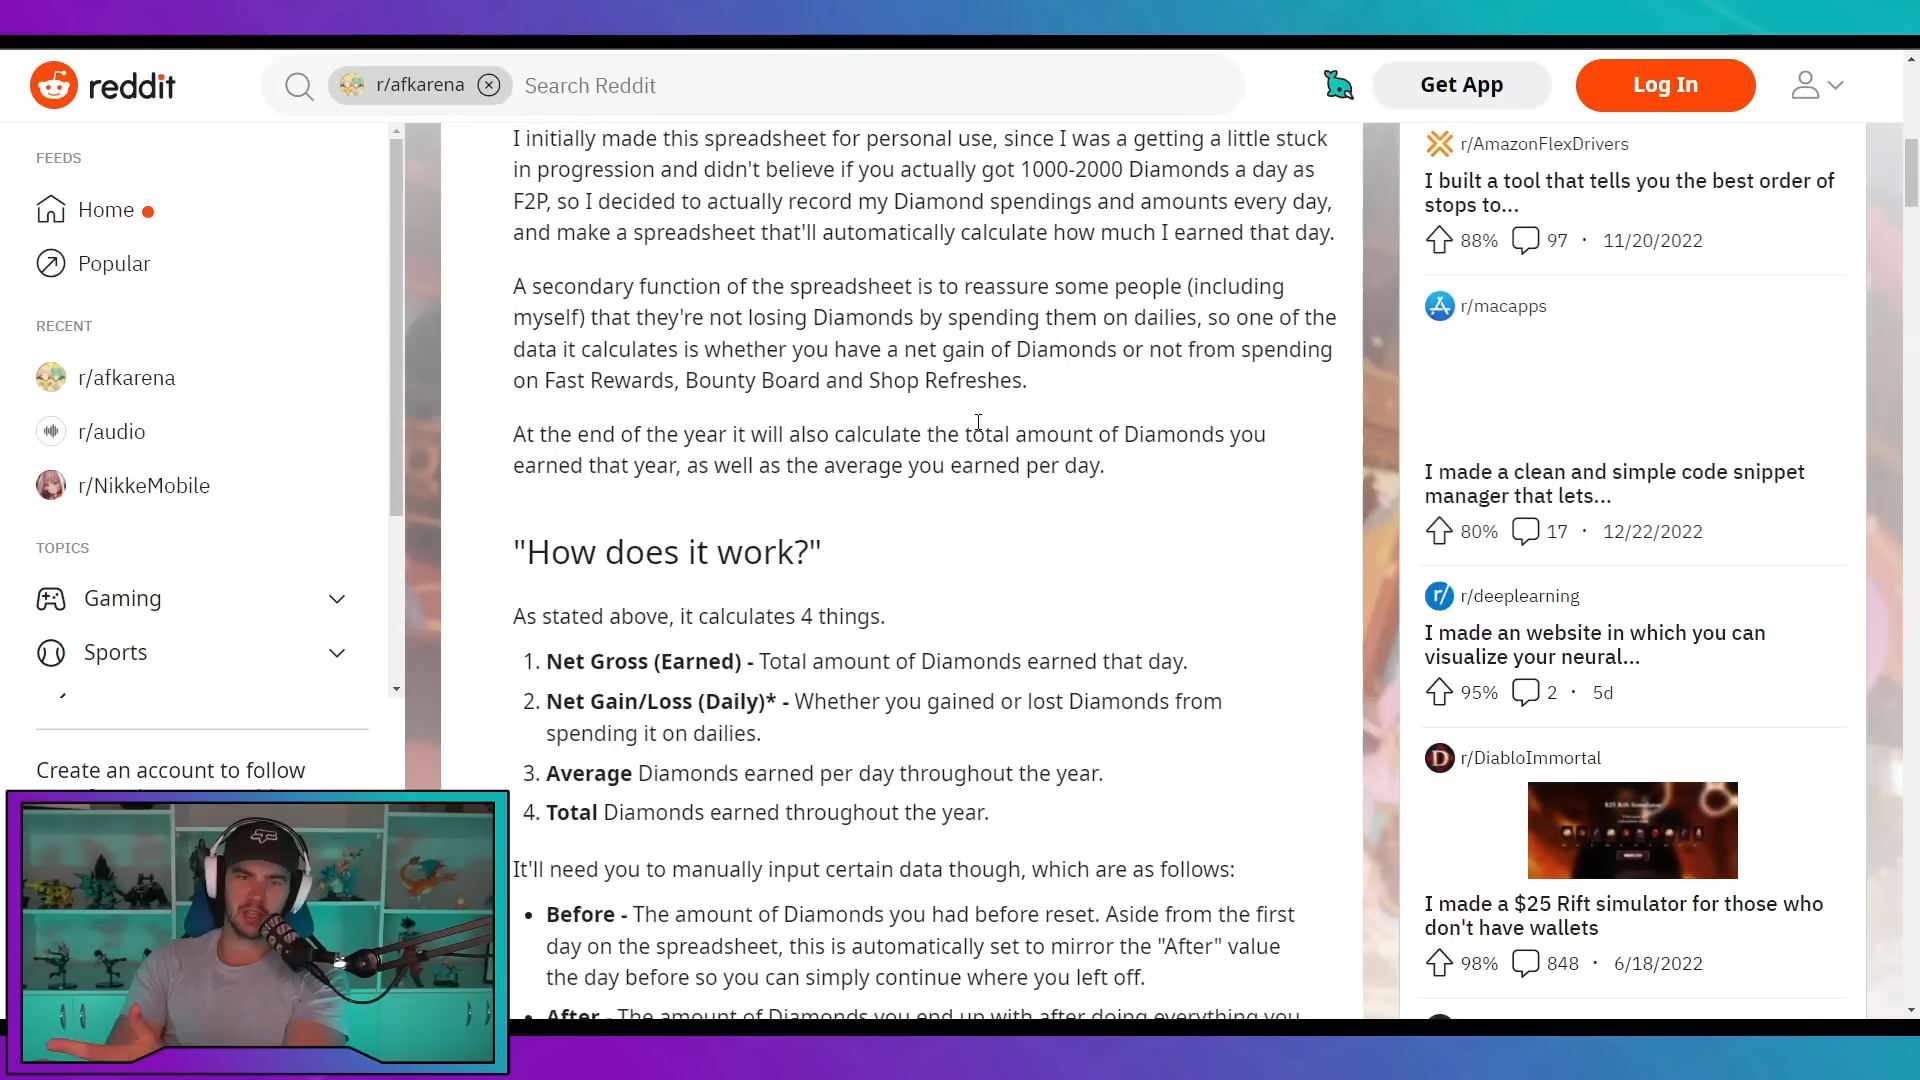 reddit
r/afkarena
Search Reddit
Get App
Log In
FEEDS
Home
Popular
RECENT
r/afkarena
r/audio
r/NikkeMobile
TOPICS
Gaming
Sports
Create an account to follow
I initially made this spreadsheet for personal use, since I was a getting a little stuck
in progression and didn't believe if you actually got 1000-2000 Diamonds a day as
F2P, so I decided to actually record my Diamond spendings and amounts every day,
and make a spreadsheet that'll automatically calculate how much I earned that day.
A secondary function of the spreadsheet is to reassure some people (including
myself) that they're not losing Diamonds by spending them on dailies, so one of the
data it calculates is whether you have a net gain of Diamonds or not from spending
on Fast Rewards, Bounty Board and Shop Refreshes.
At the end of the year it will also calculate the total amount of Diamonds you
earned that year, as well as the average you earned per day.
"How does it work?"
As stated above, it calculates 4 things.
1. Net Gross (Earned) - Total amount of Diamonds earned that day.
2. Net Gain/Loss (Daily)* - Whether you gained or lost Diamonds from
spending it on dailies.
3. Average Diamonds earned per day throughout the year.
4. Total Diamonds earned throughout the year.
It'll need you to manually input certain data though, which are as follows:
• Before - The amount of Diamonds you had before reset. Aside from the first
day on the spreadsheet, this is automatically set to mirror the "After" value
the day before so you can simply continue where you left off.
• After - The amount of Diamonds you end up with after doing everything you
r/AmazonFlexDrivers
I built a tool that tells you the best order of
stops to...
88% 97 · 11/20/2022
r/macapps
I made a clean and simple code snippet
manager that lets...
80% 17 · 12/22/2022
r/deeplearning
I made an website in which you can
visualize your neural...
95% 2 · 5d
r/DiabloImmortal
$25 Rift Simulator
I made a $25 Rift simulator for those who
don't have wallets
98% 848 · 6/18/2022